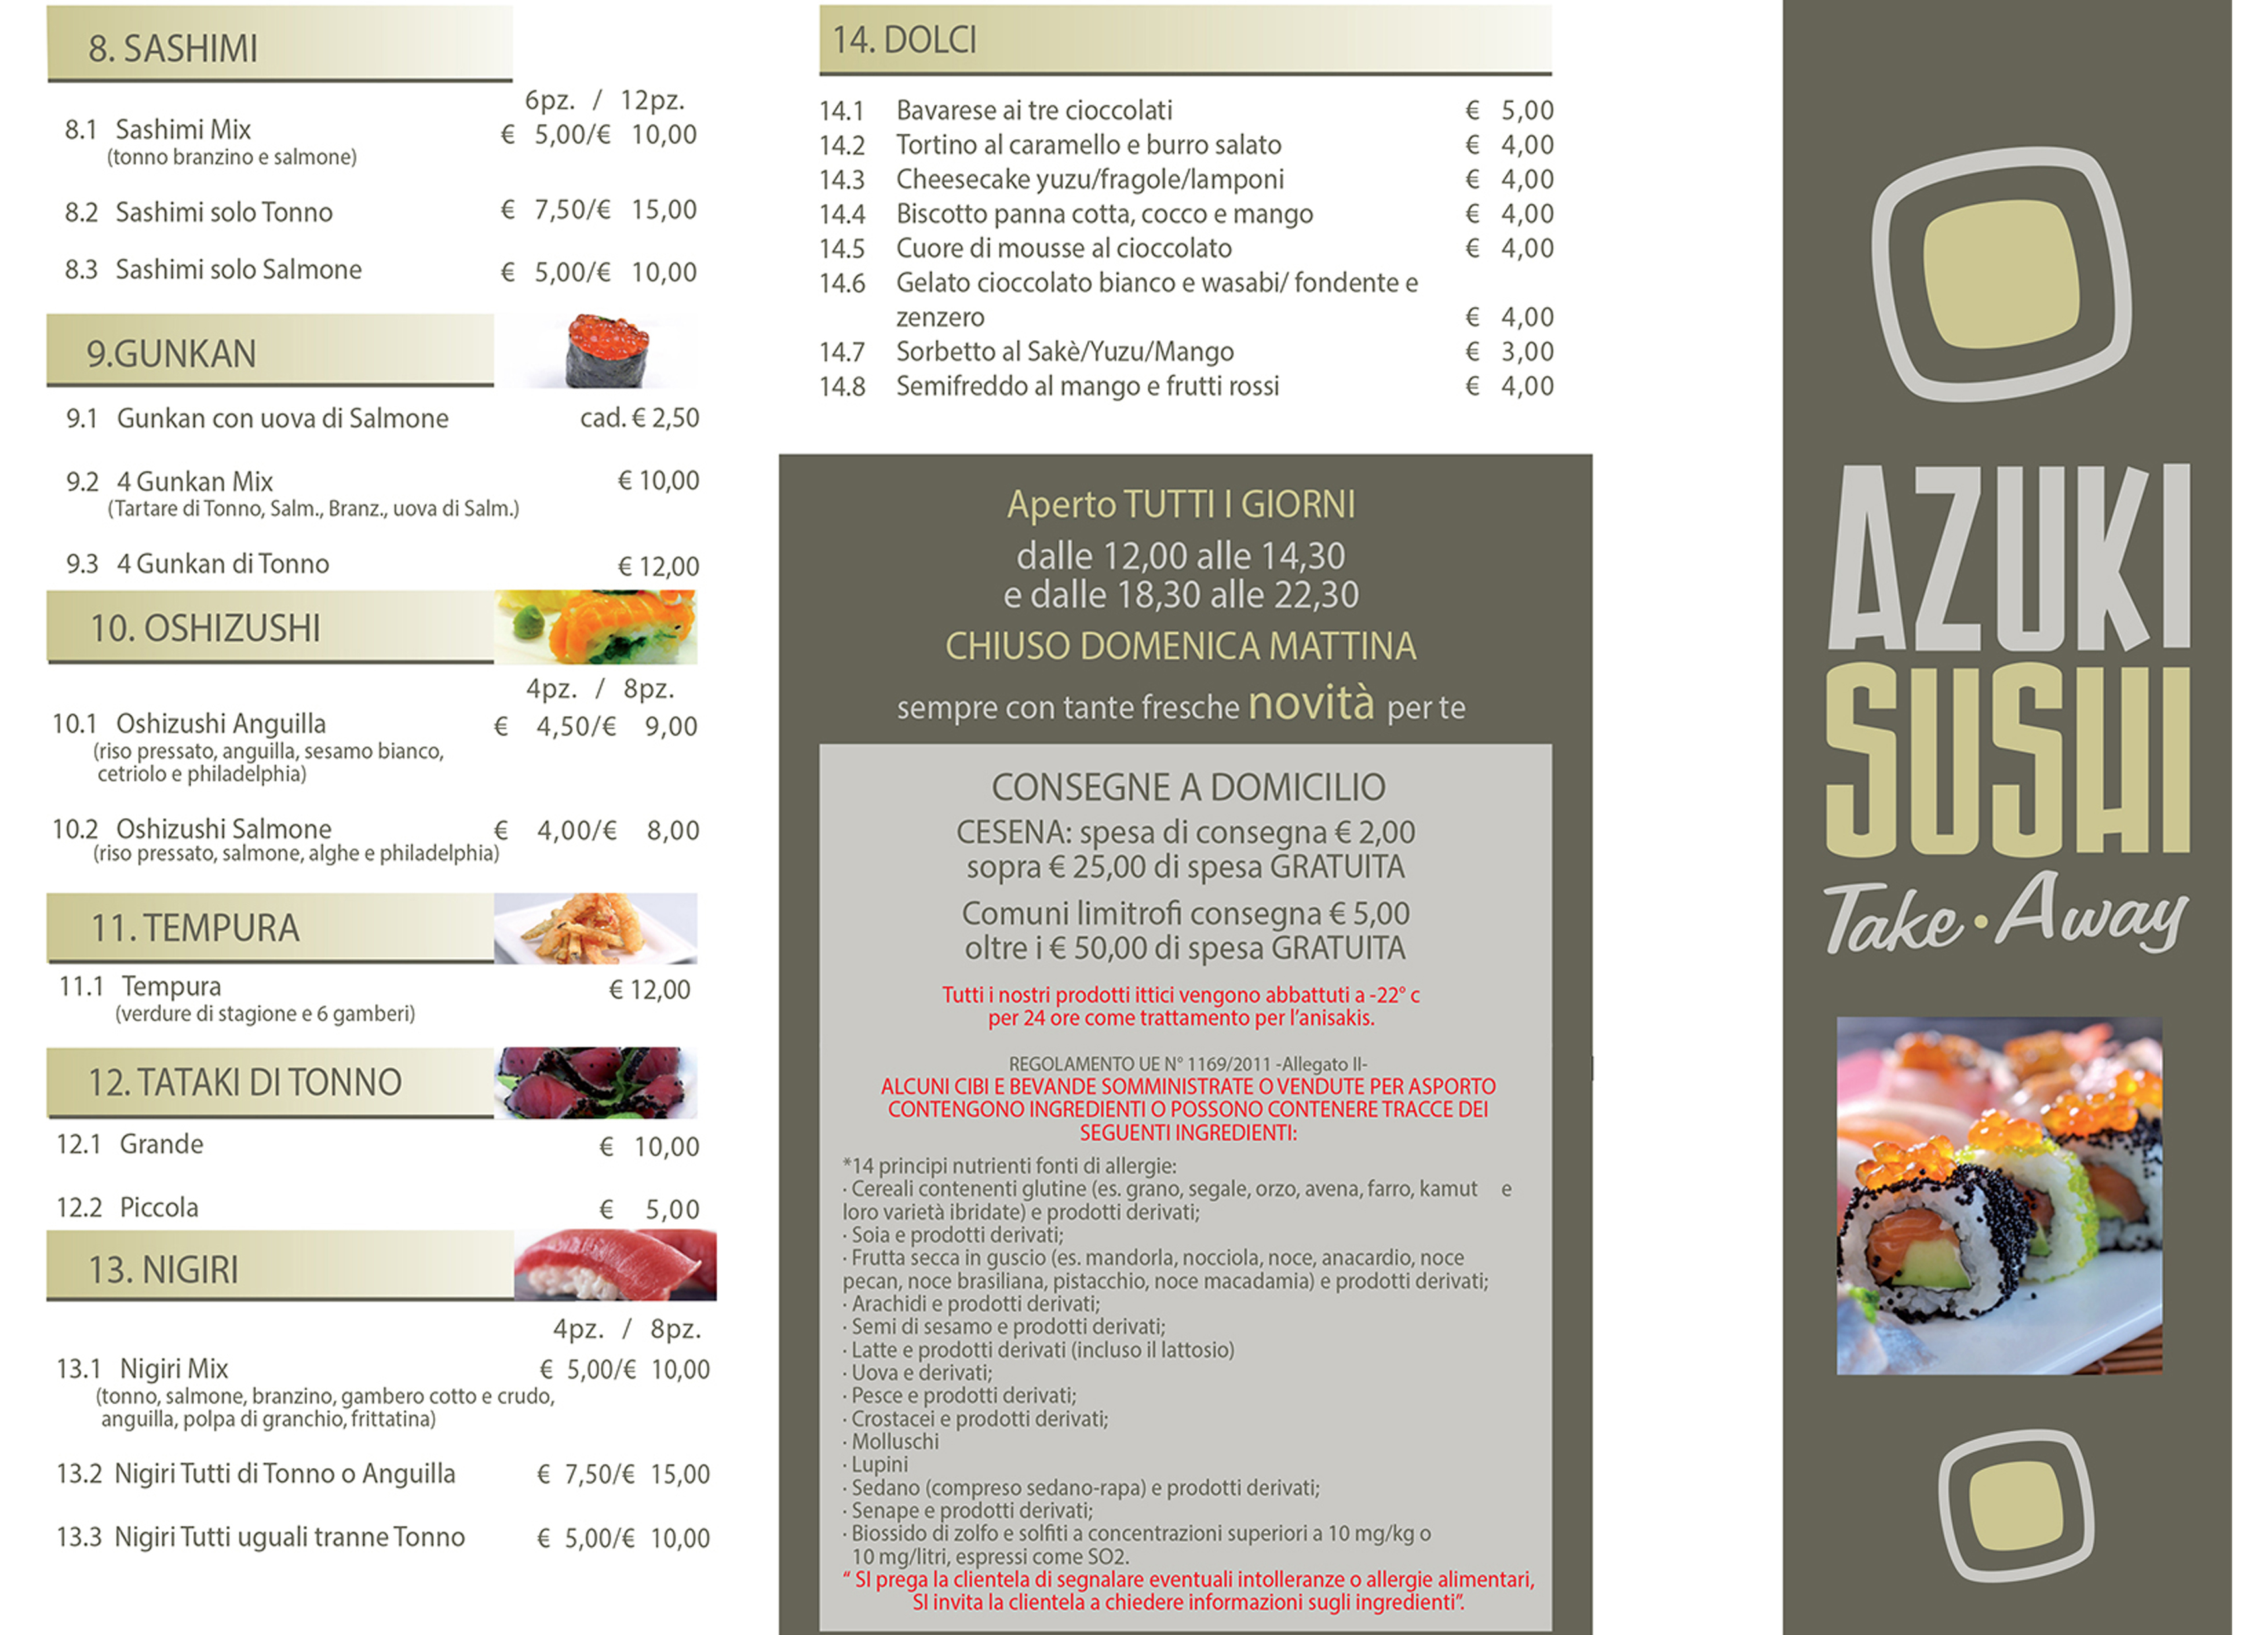 8. SASHIMI
6pz. / 12pz.
8.1 Sashimi Mix € 5,00/€ 10,00
(tonno branzino e salmone)
8.2 Sashimi solo Tonno € 7,50/€ 15,00
8.3 Sashimi solo Salmone € 5,00/€ 10,00
9.GUNKAN
9.1 Gunkan con uova di Salmone cad. € 2,50
9.2 4 Gunkan Mix € 10,00
(Tartare di Tonno, Salm., Branz., uova di Salm.)
9.3 4 Gunkan di Tonno € 12,00
10. OSHIZUSHI
4pz. / 8pz.
10.1 Oshizushi Anguilla € 4,50/€ 9,00
(riso pressato, anguilla, sesamo bianco,
cetriolo e philadelphia)
10.2 Oshizushi Salmone € 4,00/€ 8,00
(riso pressato, salmone, alghe e philadelphia)
11. TEMPURA
11.1 Tempura € 12,00
(verdure di stagione e 6 gamberi)
12. TATAKI DI TONNO
12.1 Grande € 10,00
12.2 Piccola € 5,00
13. NIGIRI
4pz. / 8pz.
13.1 Nigiri Mix € 5,00/€ 10,00
(tonno, salmone, branzino, gambero cotto e crudo,
anguilla, polpa di granchio, frittatina)
13.2 Nigiri Tutti di Tonno o Anguilla € 7,50/€ 15,00
13.3 Nigiri Tutti uguali tranne Tonno € 5,00/€ 10,00
14. DOLCI
14.1 Bavarese ai tre cioccolati € 5,00
14.2 Tortino al caramello e burro salato € 4,00
14.3 Cheesecake yuzu/fragole/lamponi € 4,00
14.4 Biscotto panna cotta, cocco e mango € 4,00
14.5 Cuore di mousse al cioccolato € 4,00
14.6 Gelato cioccolato bianco e wasabi/ fondente e
zenzero € 4,00
14.7 Sorbetto al Sakè/Yuzu/Mango € 3,00
14.8 Semifreddo al mango e frutti rossi € 4,00
Aperto TUTTI I GIORNI
dalle 12,00 alle 14,30
e dalle 18,30 alle 22,30
CHIUSO DOMENICA MATTINA
sempre con tante fresche novità per te
CONSEGNE A DOMICILIO
CESENA: spesa di consegna € 2,00
sopra € 25,00 di spesa GRATUITA
Comuni limitrofi consegna € 5,00
oltre i € 50,00 di spesa GRATUITA
Tutti i nostri prodotti ittici vengono abbattuti a -22° c
per 24 ore come trattamento per l'anisakis.
REGOLAMENTO UE N° 1169/2011 -Allegato II-
ALCUNI CIBI E BEVANDE SOMMINISTRATE O VENDUTE PER ASPORTO
CONTENGONO INGREDIENTI O POSSONO CONTENERE TRACCE DEI
SEGUENTI INGREDIENTI:
*14 principi nutrienti fonti di allergie:
· Cereali contenenti glutine (es. grano, segale, orzo, avena, farro, kamut e
loro varietà ibridate) e prodotti derivati;
· Soia e prodotti derivati;
· Frutta secca in guscio (es. mandorla, nocciola, noce, anacardio, noce
pecan, noce brasiliana, pistacchio, noce macadamia) e prodotti derivati;
· Arachidi e prodotti derivati;
· Semi di sesamo e prodotti derivati;
· Latte e prodotti derivati (incluso il lattosio)
· Uova e derivati;
· Pesce e prodotti derivati;
· Crostacei e prodotti derivati;
· Molluschi
· Lupini
· Sedano (compreso sedano-rapa) e prodotti derivati;
· Senape e prodotti derivati;
· Biossido di zolfo e solfiti a concentrazioni superiori a 10 mg/kg o
10 mg/litri, espressi come SO2.
“ SI prega la clientela di segnalare eventuali intolleranze o allergie alimentari,
SI invita la clientela a chiedere informazioni sugli ingredienti”.
AZUKI
SUSHI
Take · Away